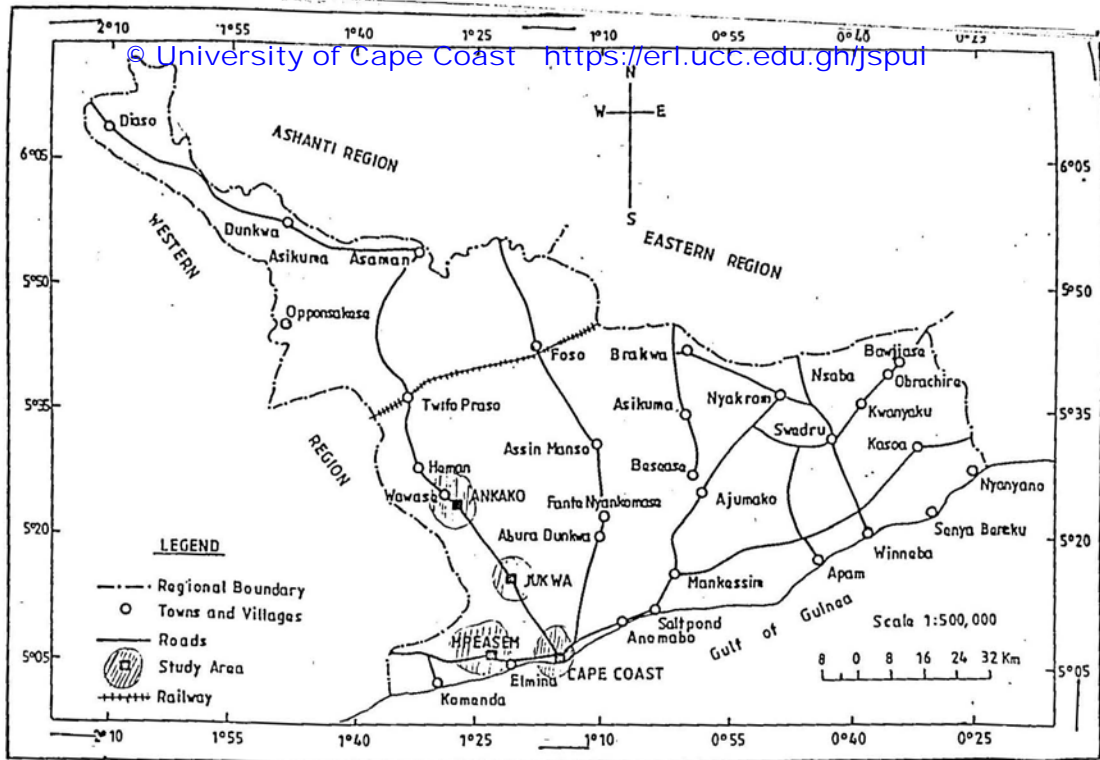 2°10 1°55 1°40 1°25 1°10 0°55 0°40 0°25
© University of Cape Coast https://erl.ucc.edu.gh/jspui
N
W E
S
Diaso
ASHANTI REGION
6°05 6°05
WESTERN
Dunkwa
Asikuma Asaman
EASTERN REGION
5°50 5°50
Opponsakasa
Foso
Brakwa
Nsaba
Bawjiase
Obrachire
Twifo Praso
Asikuma
Nyakrom
Kwanyaku
5°35 5°35
REGION
Assin Manso
Swadru
Kasoa
Heman
Besease
Nyanyano
Wawase ANKAKO
Fante Nyankomase
Ajumako
Senya Bereku
5°20 5°20
Abura Dunkwa
Winneba
JUKWA
Mankessim
Apam
Saltpond
Anomabo
Gulf of Guinea
5°05 5°05
CAPE COAST
Elmina
Komenda
LEGEND
Regional Boundary
Towns and Villages
Roads
Study Area
Railway
Scale 1:500,000
8 0 8 16 24 32 Km
2°10 1°55 1°40 1°25 1°10 0°55 0°40 0°25